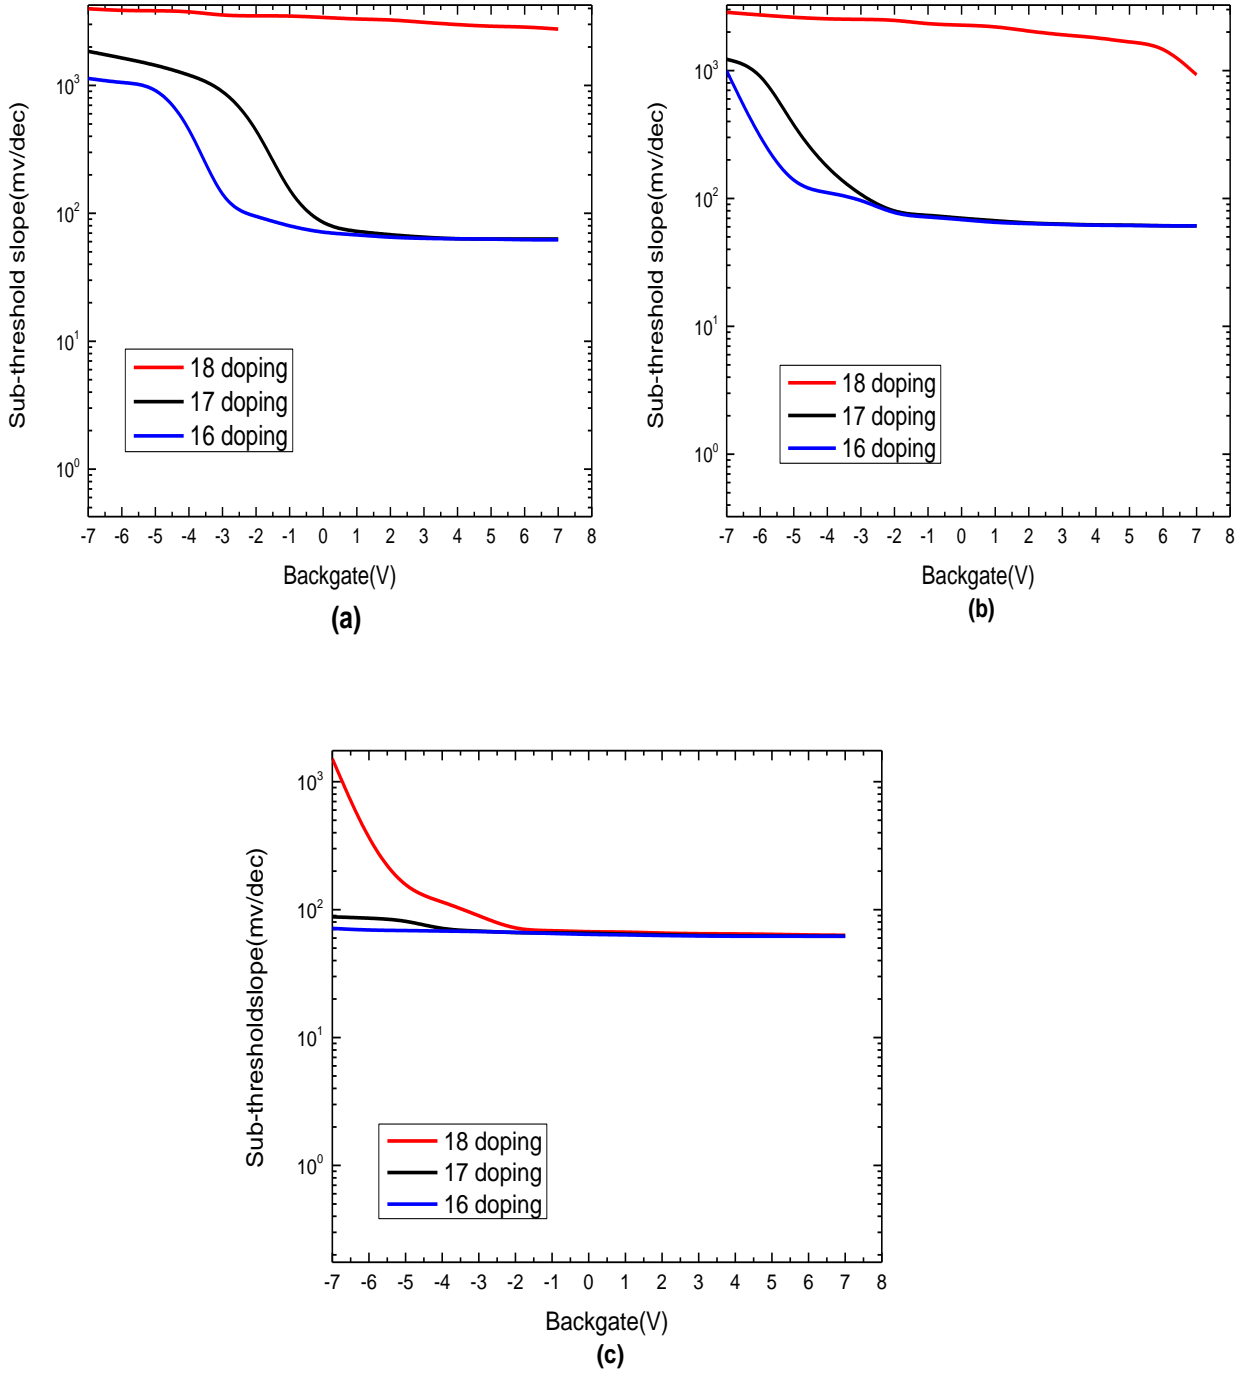 Sub-threshold slope(mv/dec)
10³
10²
10¹
10⁰
18 doping
17 doping
16 doping
-7 -6 -5 -4 -3 -2 -1 0 1 2 3 4 5 6 7 8
Backgate(V)
(a)
Sub-threshold slope(mv/dec)
10³
10²
10¹
10⁰
18 doping
17 doping
16 doping
-7 -6 -5 -4 -3 -2 -1 0 1 2 3 4 5 6 7 8
Backgate(V)
(b)
Sub-thresholdslope(mv/dec)
10³
10²
10¹
10⁰
18 doping
17 doping
16 doping
-7 -6 -5 -4 -3 -2 -1 0 1 2 3 4 5 6 7 8
Backgate(V)
(c)